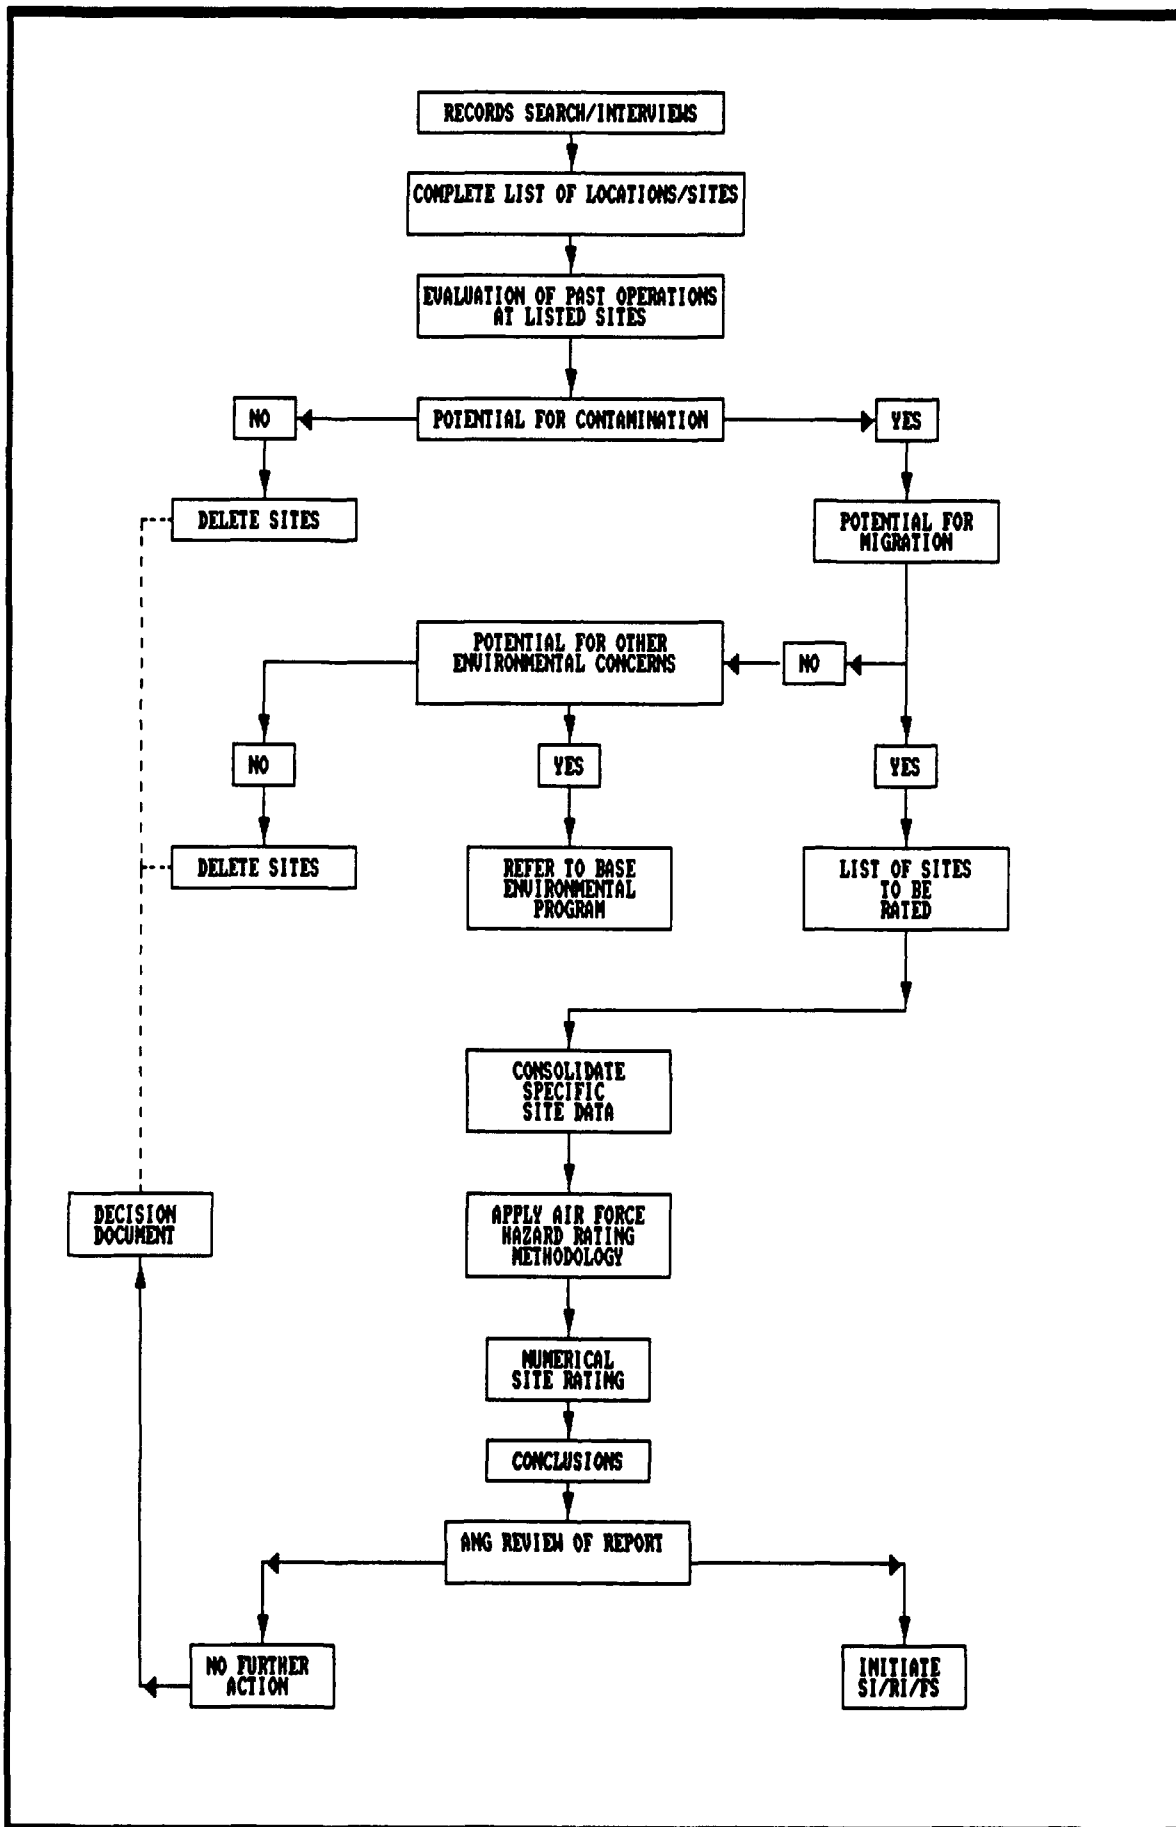 RECORDS SEARCH/INTERVIEWS
COMPLETE LIST OF LOCATIONS/SITES
EVALUATION OF PAST OPERATIONS
AT LISTED SITES
NO
POTENTIAL FOR CONTAMINATION
YES
DELETE SITES
POTENTIAL FOR
MIGRATION
POTENTIAL FOR OTHER
ENVIRONMENTAL CONCERNS
NO
NO
YES
YES
DELETE SITES
REFER TO BASE
ENVIRONMENTAL
PROGRAM
LIST OF SITES
TO BE
RATED
CONSOLIDATE
SPECIFIC
SITE DATA
DECISION
DOCUMENT
APPLY AIR FORCE
HAZARD RATING
METHODOLOGY
NUMERICAL
SITE RATING
CONCLUSIONS
ANG REVIEW OF REPORT
NO FURTHER
ACTION
INITIATE
SI/RI/FS